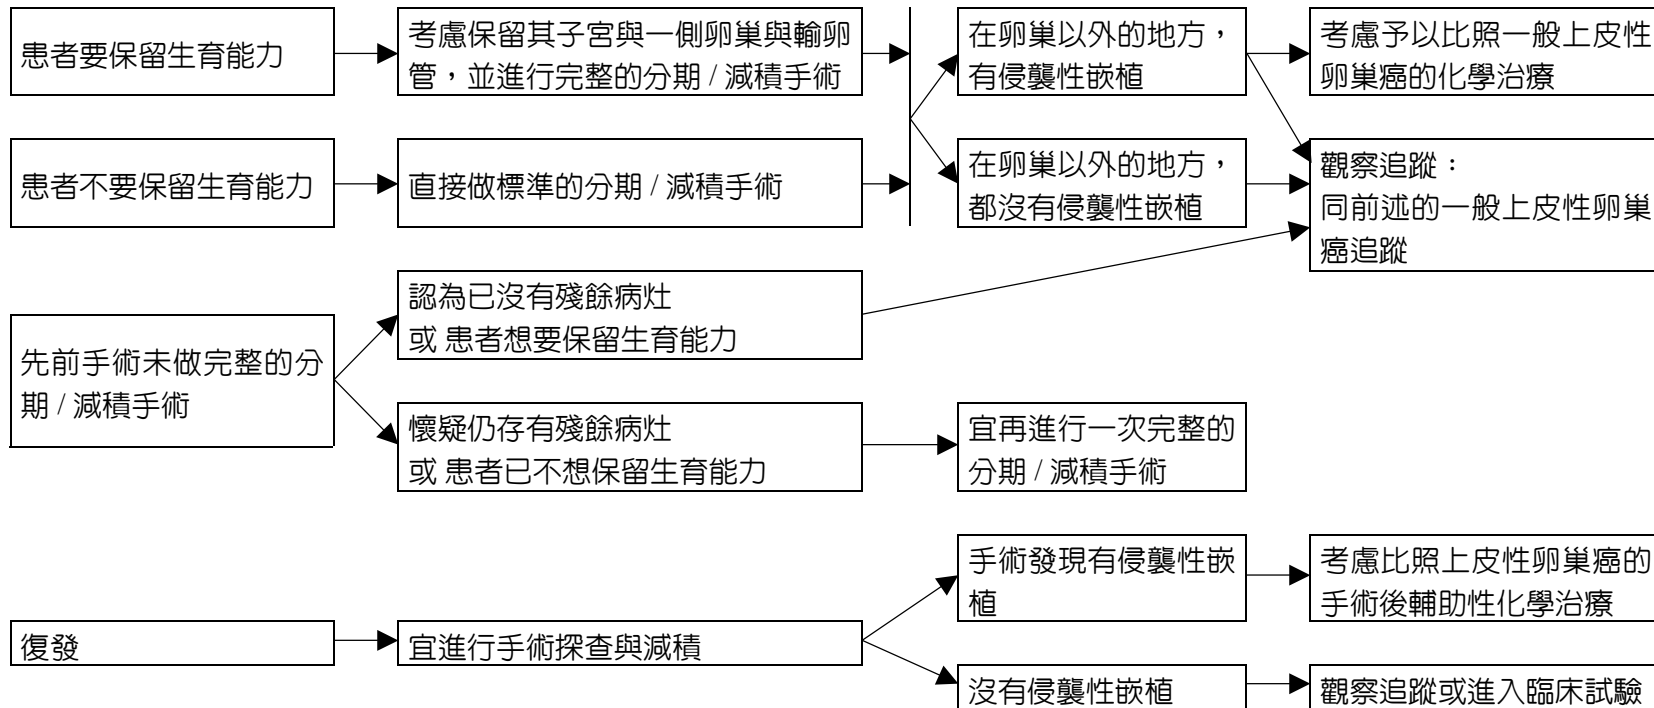 患者要保留生育能力
考慮保留其子宮與一側卵巢與輸卵
管，並進行完整的分期 / 減積手術
在卵巢以外的地方，
有侵襲性嵌植
考慮予以比照一般上皮性
卵巢癌的化學治療
患者不要保留生育能力
直接做標準的分期 / 減積手術
在卵巢以外的地方，
都沒有侵襲性嵌植
觀察追蹤：
同前述的一般上皮性卵巢
癌追蹤
先前手術未做完整的分
期 / 減積手術
認為已沒有殘餘病灶
或 患者想要保留生育能力
懷疑仍存有殘餘病灶
或 患者已不想保留生育能力
宜再進行一次完整的
分期 / 減積手術
復發
宜進行手術探查與減積
手術發現有侵襲性嵌
植
考慮比照上皮性卵巢癌的
手術後輔助性化學治療
沒有侵襲性嵌植
觀察追蹤或進入臨床試驗